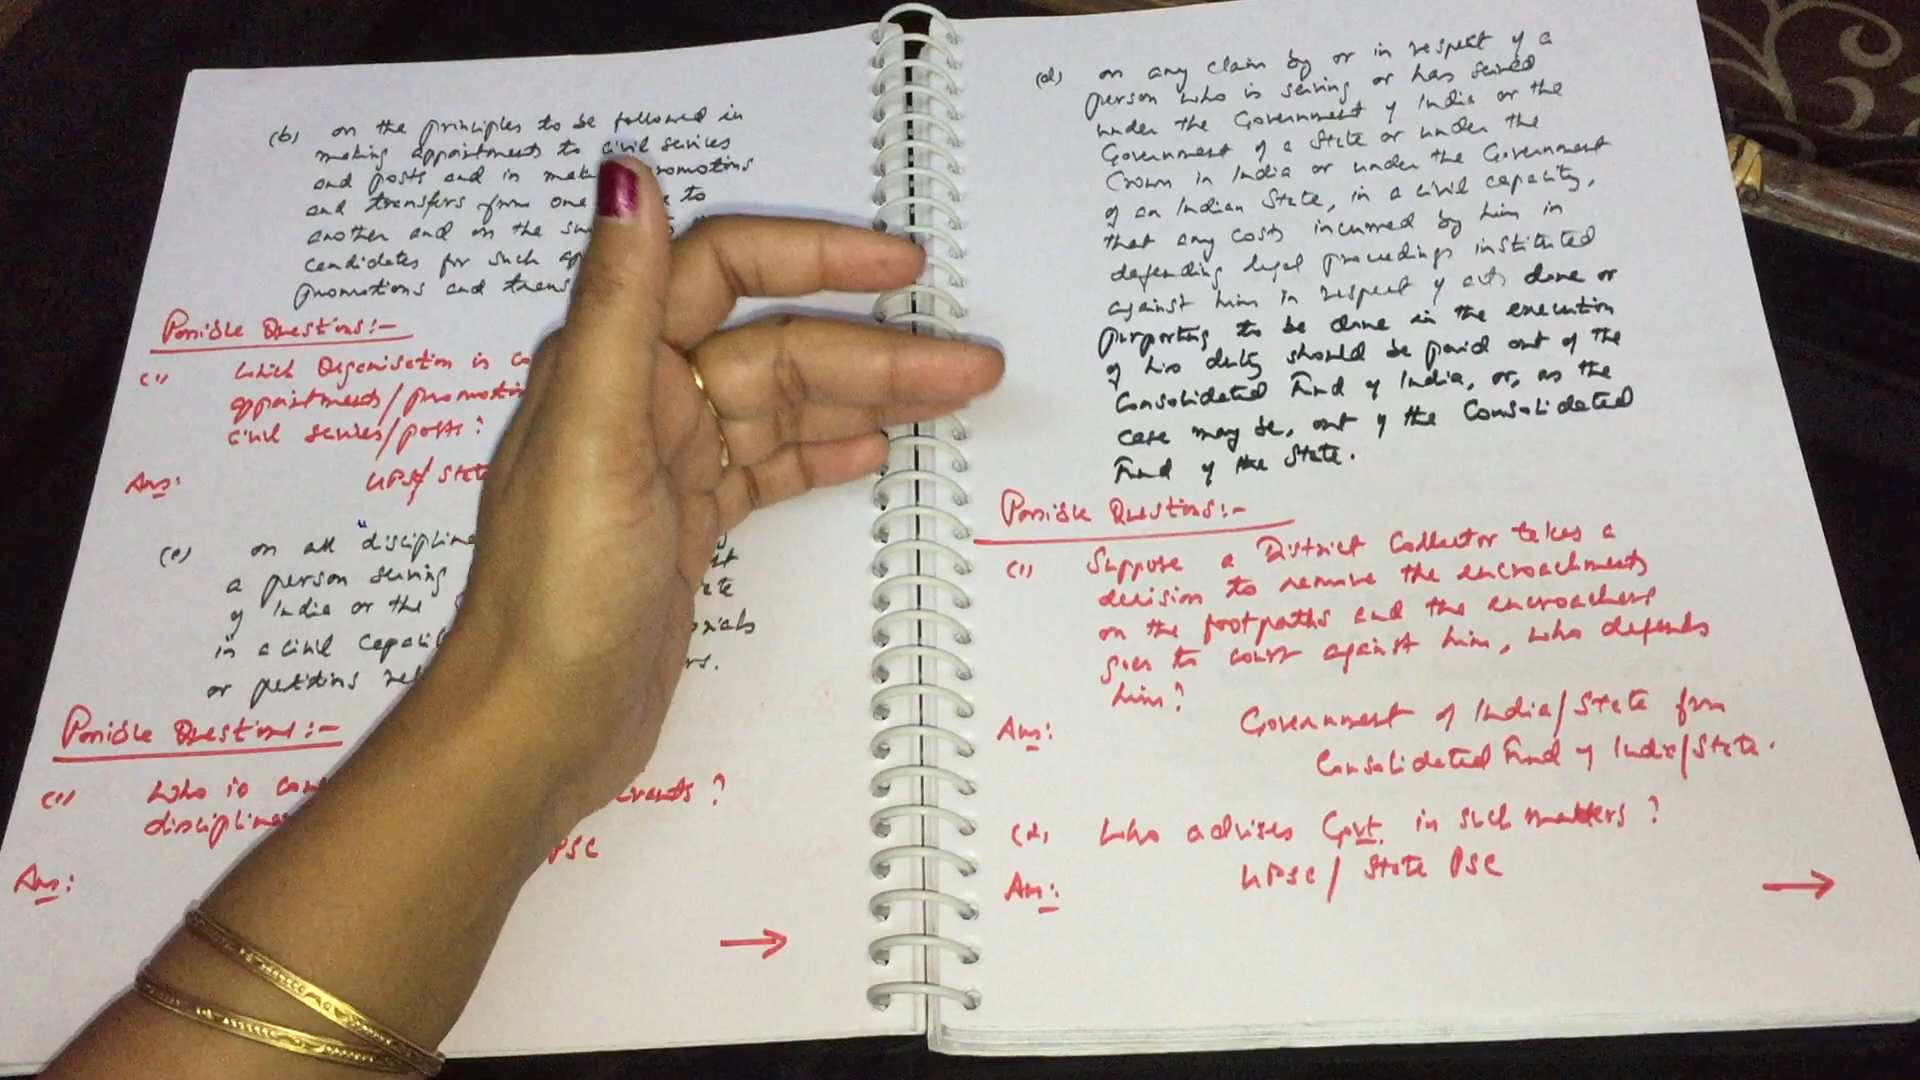 (b) on the principles to be followed in
making appointments to civil services
and posts and in promotions
and transfers from one to
another and on the
candidates for such
promotions and
Possible Questions:-
(1) Which Organisation is
appointments/
civil services/posts?
Ans: UPSC/ State
(c) on all "
a person serving
of India or the
in a civil
or petitions
Possible Questions:-
(1) Who is ?
Ans: PSC
→
(d) on any claim by or in respect of a
person who is serving or has served
under the Government of India or the
Government of a State or under the
Crown in India or under the Government
of an Indian State, in a civil capacity,
that any costs incurred by him in
defending legal proceedings instituted
against him in respect of acts done or
purporting to be done in the execution
of his duty should be paid out of the
Consolidated Fund of India, or, as the
case may be, out of the Consolidated
Fund of the State.
Possible Questions:-
(1) Suppose a District Collector takes a
decision to remove the encroachments
on the footpaths and the encroachers
goes to court against him, who defends
him?
Ans: Government of India/State from
Consolidated Fund of India/State.
(2) Who advises Govt. in such matters?
Ans: UPSC/ State PSC
→